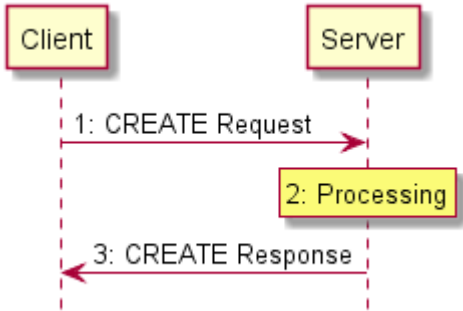 Client
Server
1: CREATE Request
2: Processing
3: CREATE Response